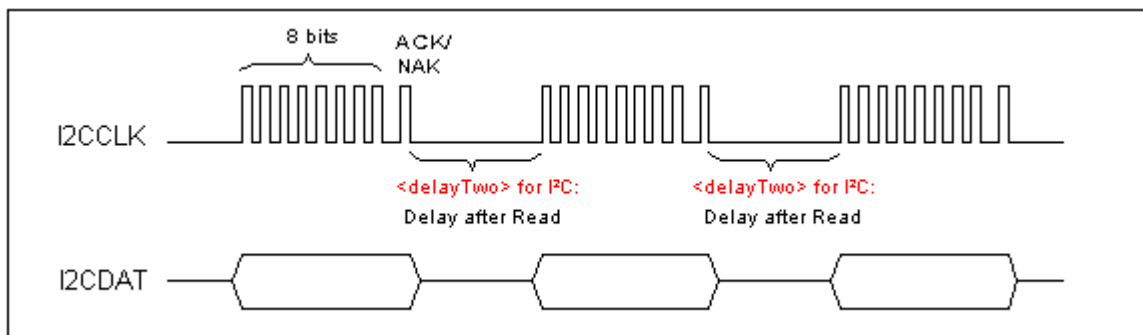 8 bits
ACK/
NAK
I2CCLK
<delayTwo> for I²C:
Delay after Read
<delayTwo> for I²C:
Delay after Read
I2CDAT